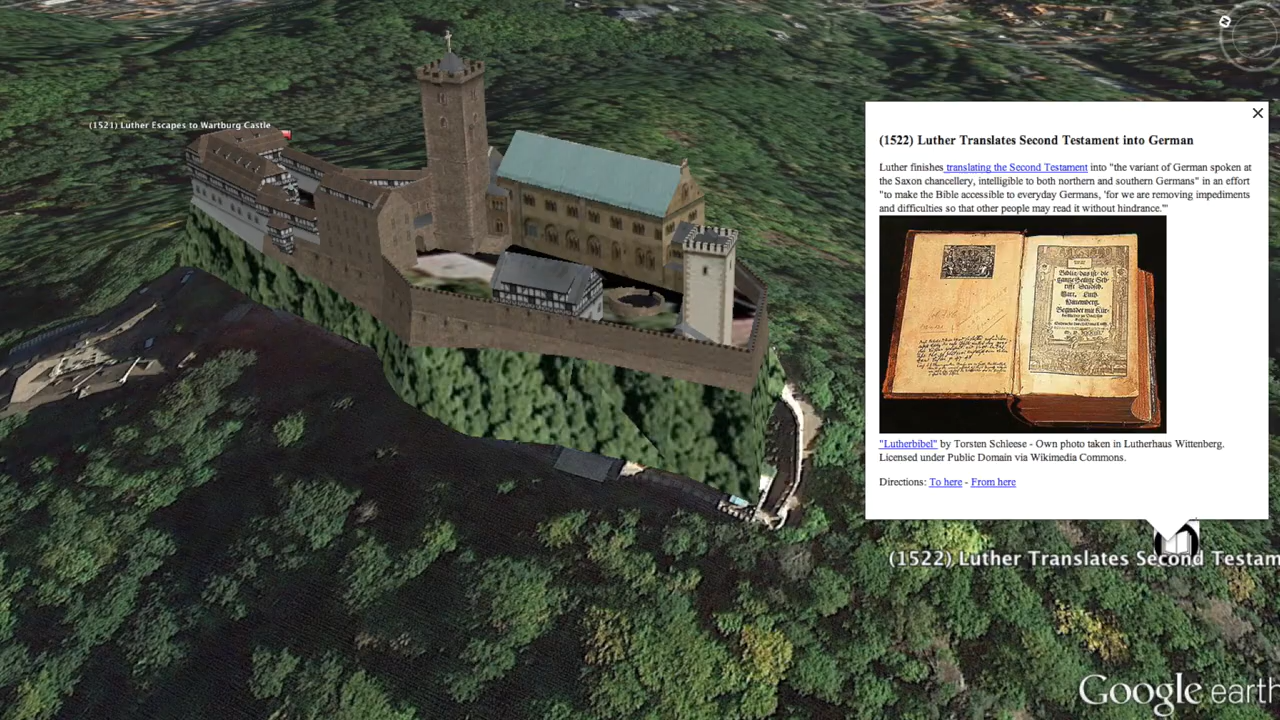 (1521) Luther Escapes to Wartburg Castle
(1522) Luther Translates Second Testament into German
Luther finishes translating the Second Testament into "the variant of German spoken at
the Saxon chancellery, intelligible to both northern and southern Germans" in an effort
"to make the Bible accessible to everyday Germans, 'for we are removing impediments
and difficulties so that other people may read it without hindrance.'"
"Lutherbibel" by Torsten Schleese - Own photo taken in Lutherhaus Wittenberg.
Licensed under Public Domain via Wikimedia Commons.
Directions: To here - From here
(1522) Luther Translates Second Testam
Google earth